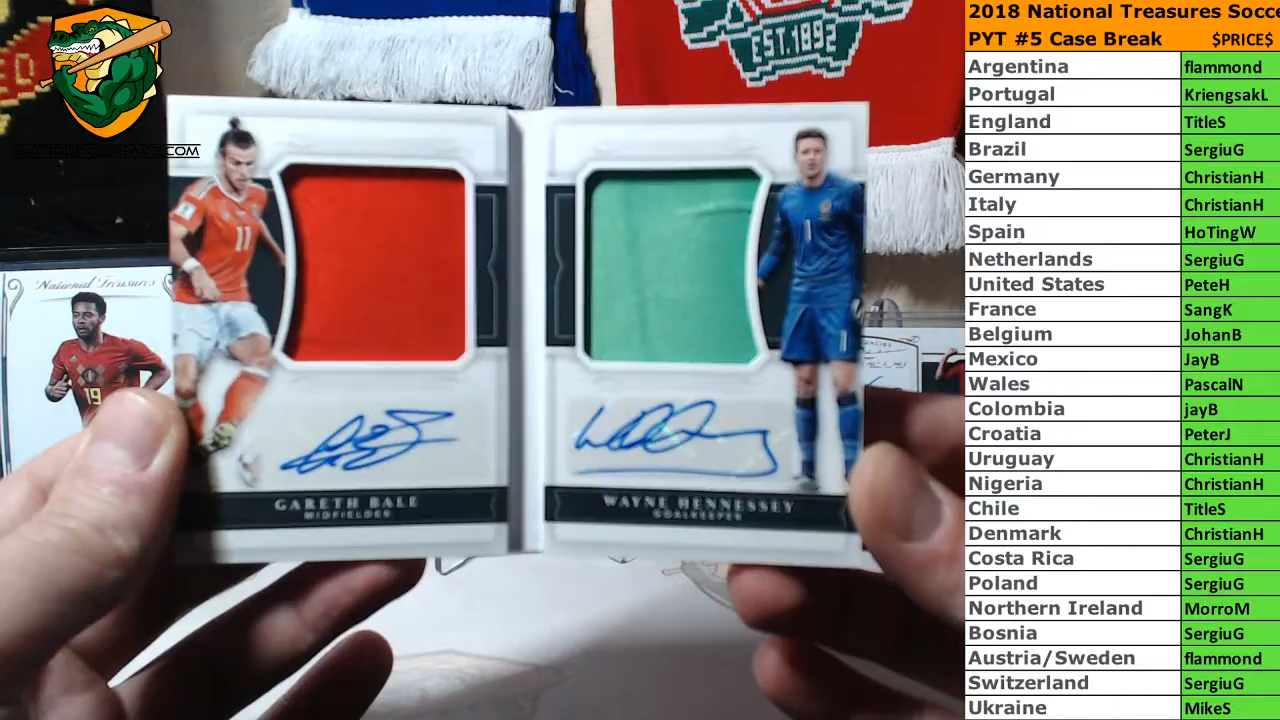 EST.1892
National Treasures
19
11
1
GARETH BALE
MIDFIELDER
WAYNE HENNESSEY
GOALKEEPER
2018 National Treasures Socce
PYT #5 Case Break $PRICE$
Argentina flammond
Portugal KriengsakL
England TitleS
Brazil SergiuG
Germany ChristianH
Italy ChristianH
Spain HoTingW
Netherlands SergiuG
United States PeteH
France SangK
Belgium JohanB
Mexico JayB
Wales PascalN
Colombia jayB
Croatia PeterJ
Uruguay ChristianH
Nigeria ChristianH
Chile TitleS
Denmark ChristianH
Costa Rica SergiuG
Poland SergiuG
Northern Ireland MorroM
Bosnia SergiuG
Austria/Sweden flammond
Switzerland SergiuG
Ukraine MikeS